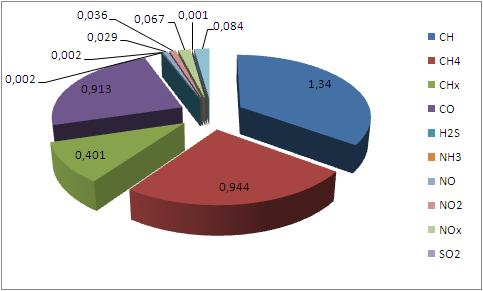 0,036
0,067
0,001
0,084
0,029
0,002
0,002
0,913
1,34
0,401
0,944
CH
CH4
CHx
CO
H2S
NH3
NO
NO2
NOx
SO2